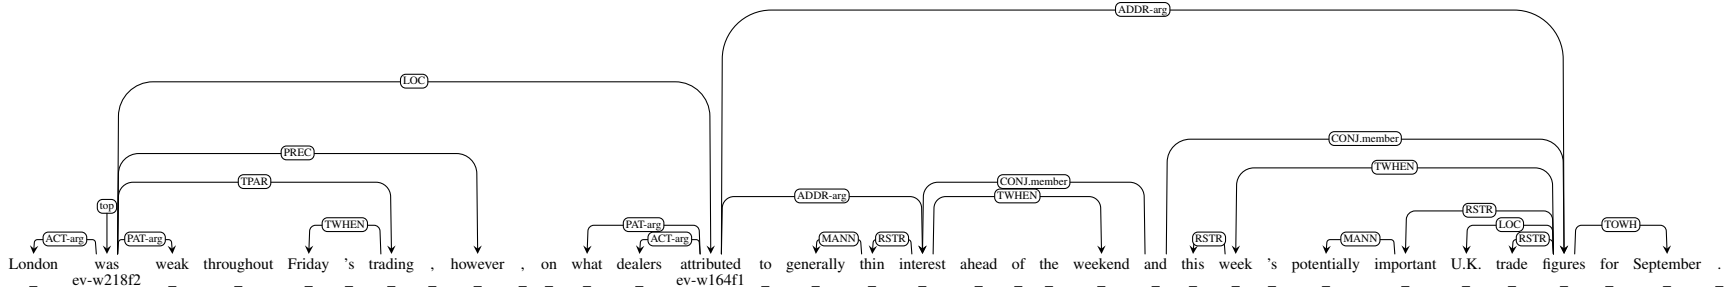 ADDR-arg
LOC
CONJ.member
PREC
TWHEN
TPAR
CONJ.member
ADDR-arg
TWHEN
top
RSTR
TWHEN
PAT-arg
LOC
TOWH
ACT-arg
PAT-arg
ACT-arg
MANN
RSTR
RSTR
MANN
RSTR
London was weak throughout Friday 's trading , however , on what dealers attributed to generally thin interest ahead of the weekend and this week 's potentially important U.K. trade figures for September .
_ ev-w218f2 _ _ _ _ _ _ _ _ _ _ _ ev-w164f1 _ _ _ _ _ _ _ _ _ _ _ _ _ _ _ _ _ _ _ _